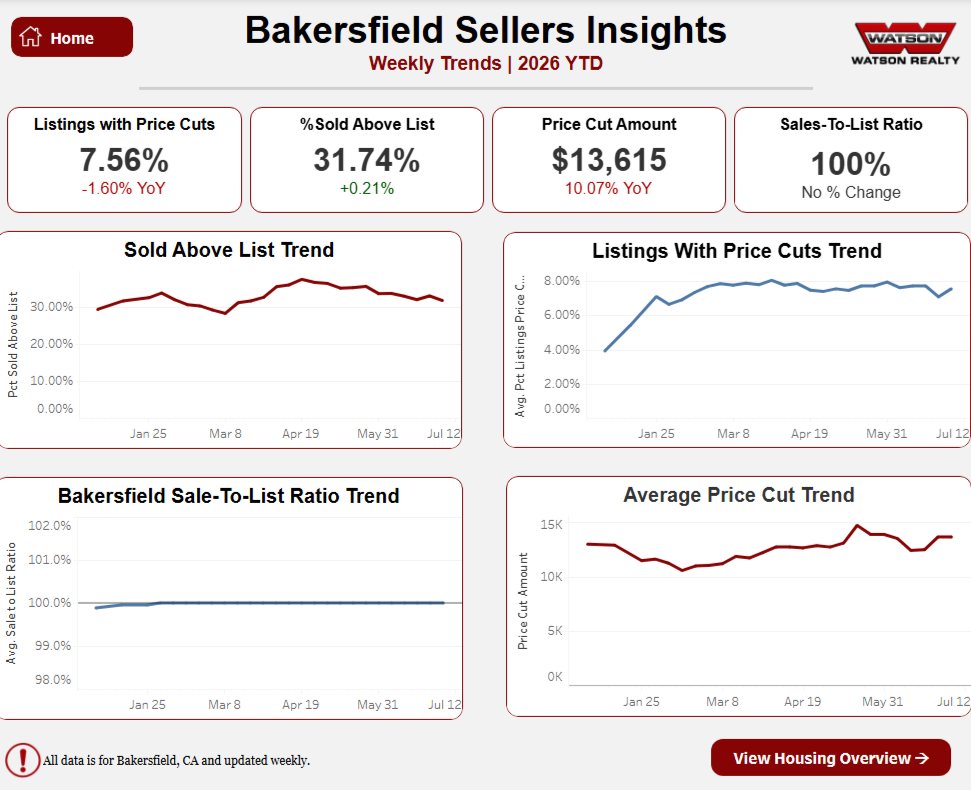 Home
Bakersfield Sellers Insights
Weekly Trends | 2026 YTD
WATSON
WATSON REALTY
Listings with Price Cuts
7.56%
-1.60% YoY
%Sold Above List
31.74%
+0.21%
Price Cut Amount
$13,615
10.07% YoY
Sales-To-List Ratio
100%
No % Change
Sold Above List Trend
Pct Sold Above List
30.00%
20.00%
10.00%
0.00%
Jan 25 Mar 8 Apr 19 May 31 Jul 12
Listings With Price Cuts Trend
Avg. Pct Listings Price C...
8.00%
6.00%
4.00%
2.00%
0.00%
Jan 25 Mar 8 Apr 19 May 31 Jul 12
Bakersfield Sale-To-List Ratio Trend
Avg. Sale to List Ratio
102.0%
101.0%
100.0%
99.0%
98.0%
Jan 25 Mar 8 Apr 19 May 31 Jul 12
Average Price Cut Trend
Price Cut Amount
15K
10K
5K
0K
Jan 25 Mar 8 Apr 19 May 31 Jul 12
All data is for Bakersfield, CA and updated weekly.
View Housing Overview →